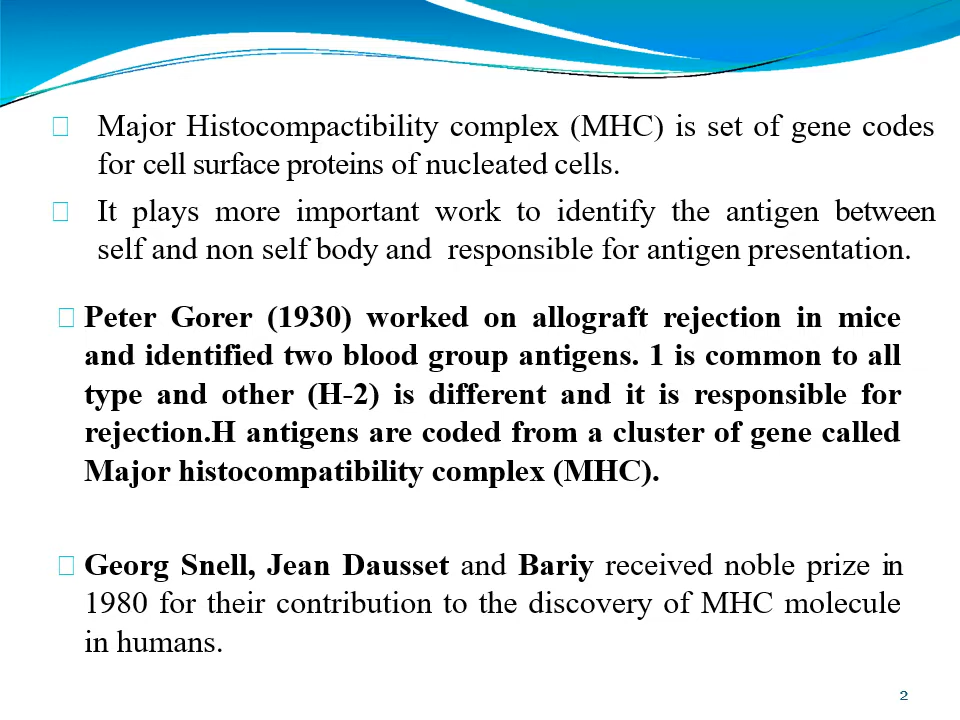 Major Histocompactibility complex (MHC) is set of gene codes
for cell surface proteins of nucleated cells.
It plays more important work to identify the antigen between
self and non self body and responsible for antigen presentation.
Peter Gorer (1930) worked on allograft rejection in mice
and identified two blood group antigens. 1 is common to all
type and other (H-2) is different and it is responsible for
rejection.H antigens are coded from a cluster of gene called
Major histocompatibility complex (MHC).
Georg Snell, Jean Dausset and Bariy received noble prize in
1980 for their contribution to the discovery of MHC molecule
in humans.
2